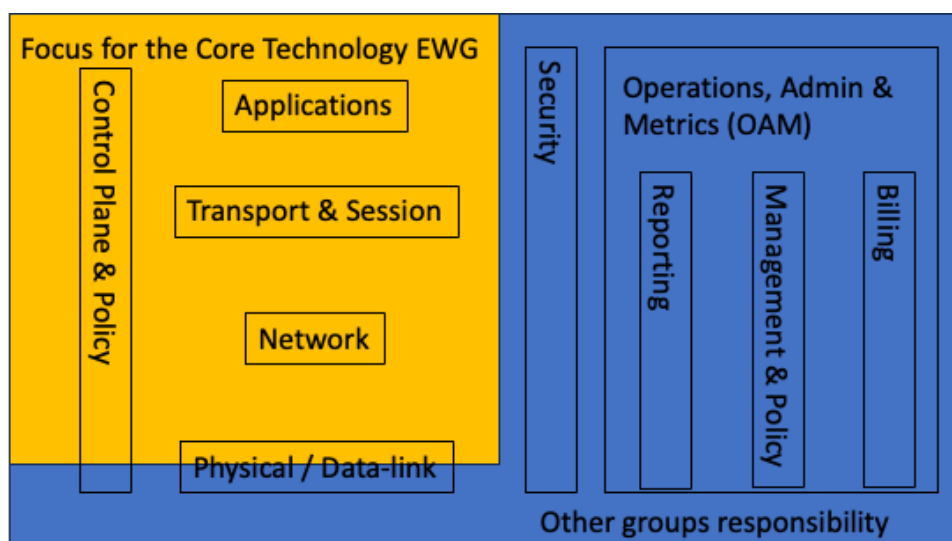 Focus for the Core Technology EWG
Control Plane & Policy
Applications
Transport & Session
Network
Physical / Data-link
Security
Operations, Admin &
Metrics (OAM)
Reporting
Management & Policy
Billing
Other groups responsibility